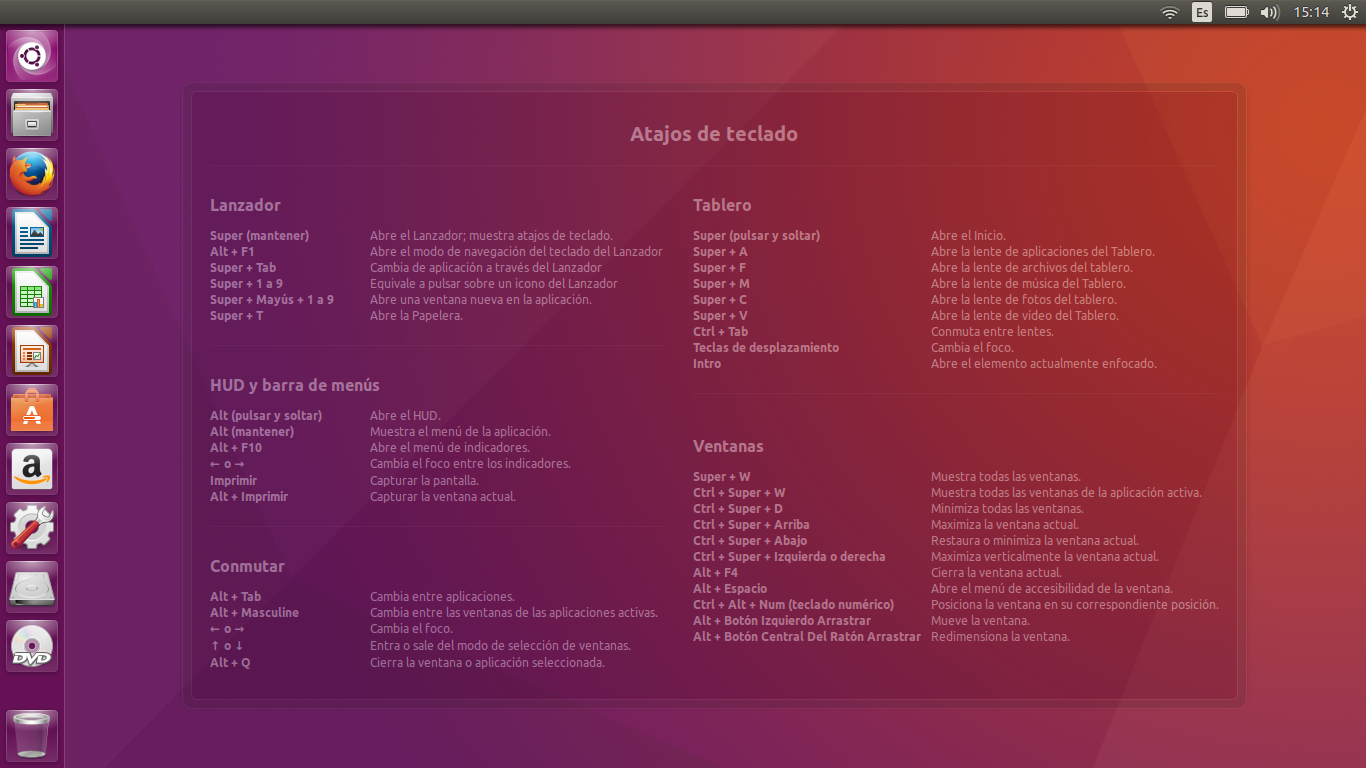 Es 15:14
Atajos de teclado
Lanzador
Super (mantener) Abre el Lanzador; muestra atajos de teclado.
Alt + F1 Abre el modo de navegación del teclado del Lanzador
Super + Tab Cambia de aplicación a través del Lanzador
Super + 1 a 9 Equivale a pulsar sobre un icono del Lanzador
Super + Mayús + 1 a 9 Abre una ventana nueva en la aplicación.
Super + T Abre la Papelera.
HUD y barra de menús
Alt (pulsar y soltar) Abre el HUD.
Alt (mantener) Muestra el menú de la aplicación.
Alt + F10 Abre el menú de indicadores.
← o → Cambia el foco entre los indicadores.
Imprimir Capturar la pantalla.
Alt + Imprimir Capturar la ventana actual.
Conmutar
Alt + Tab Cambia entre aplicaciones.
Alt + Masculine Cambia entre las ventanas de las aplicaciones activas.
← o → Cambia el foco.
↑ o ↓ Entra o sale del modo de selección de ventanas.
Alt + Q Cierra la ventana o aplicación seleccionada.
Tablero
Super (pulsar y soltar) Abre el Inicio.
Super + A Abre la lente de aplicaciones del Tablero.
Super + F Abre la lente de archivos del tablero.
Super + M Abre la lente de música del Tablero.
Super + C Abre la lente de fotos del tablero.
Super + V Abre la lente de vídeo del Tablero.
Ctrl + Tab Conmuta entre lentes.
Teclas de desplazamiento Cambia el foco.
Intro Abre el elemento actualmente enfocado.
Ventanas
Super + W Muestra todas las ventanas.
Ctrl + Super + W Muestra todas las ventanas de la aplicación activa.
Ctrl + Super + D Minimiza todas las ventanas.
Ctrl + Super + Arriba Maximiza la ventana actual.
Ctrl + Super + Abajo Restaura o minimiza la ventana actual.
Ctrl + Super + Izquierda o derecha Maximiza verticalmente la ventana actual.
Alt + F4 Cierra la ventana actual.
Alt + Espacio Abre el menú de accesibilidad de la ventana.
Ctrl + Alt + Num (teclado numérico) Posiciona la ventana en su correspondiente posición.
Alt + Botón Izquierdo Arrastrar Mueve la ventana.
Alt + Botón Central Del Ratón Arrastrar Redimensiona la ventana.
A
a
DVD